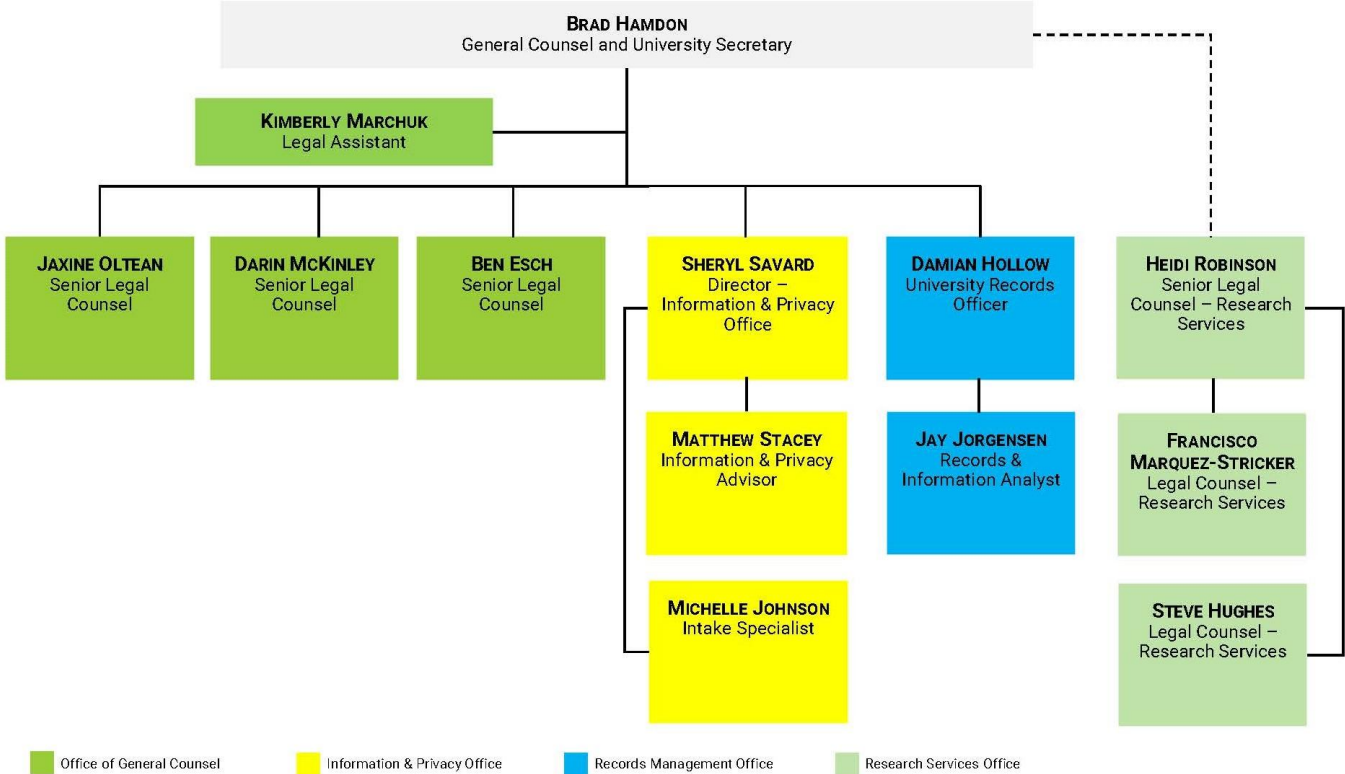 BRAD HAMDON
General Counsel and University Secretary
KIMBERLY MARCHUK
Legal Assistant
JAXINE OLTEAN
Senior Legal
Counsel
DARIN MCKINLEY
Senior Legal
Counsel
BEN ESCH
Senior Legal
Counsel
SHERYL SAVARD
Director –
Information & Privacy
Office
DAMIAN HOLLOW
University Records
Officer
HEIDI ROBINSON
Senior Legal
Counsel – Research
Services
MATTHEW STACEY
Information & Privacy
Advisor
JAY JORGENSEN
Records &
Information Analyst
FRANCISCO
MARQUEZ-STRICKER
Legal Counsel –
Research Services
MICHELLE JOHNSON
Intake Specialist
STEVE HUGHES
Legal Counsel –
Research Services
Office of General Counsel
Information & Privacy Office
Records Management Office
Research Services Office